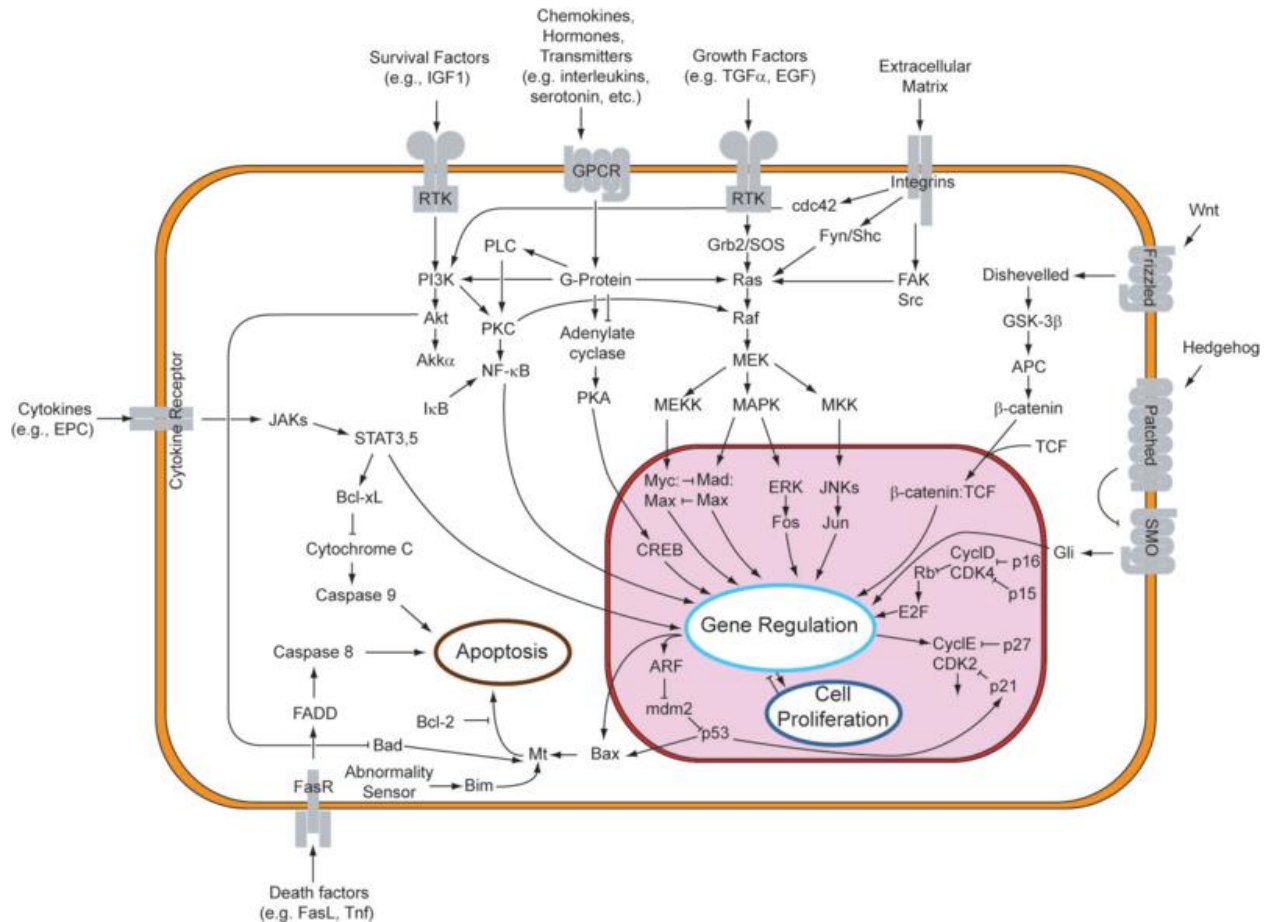 Chemokines,
Hormones,
Transmitters
(e.g. interleukins,
serotonin, etc.)
Survival Factors
(e.g., IGF1)
Growth Factors
(e.g. TGFα, EGF)
Extracellular
Matrix
RTK
GPCR
RTK
Integrins
cdc42
Wnt
PLC
Grb2/SOS
Fyn/Shc
Frizzled
PI3K
G-Protein
Ras
FAK
Src
Dishevelled
Akt
PKC
Adenylate
cyclase
Raf
GSK-3β
Akkα
NF-κB
MEK
APC
Hedgehog
IκB
PKA
MEKK
MAPK
MKK
β-catenin
Patched
Cytokines
(e.g., EPC)
Cytokine Receptor
JAKs
STAT3,5
TCF
Bcl-xL
Myc:
Max
Mad:
Max
ERK
JNKs
β-catenin:TCF
Fos
Jun
SMO
Cytochrome C
CREB
Gli
CyclD
CDK4
p16
Rb
p15
Caspase 9
E2F
Gene Regulation
Caspase 8
Apoptosis
CyclE
CDK2
p27
ARF
p21
FADD
Bcl-2
mdm2
Cell
Proliferation
Bad
Mt
Bax
p53
FasR
Abnormality
Sensor
Bim
Death factors
(e.g. FasL, Tnf)